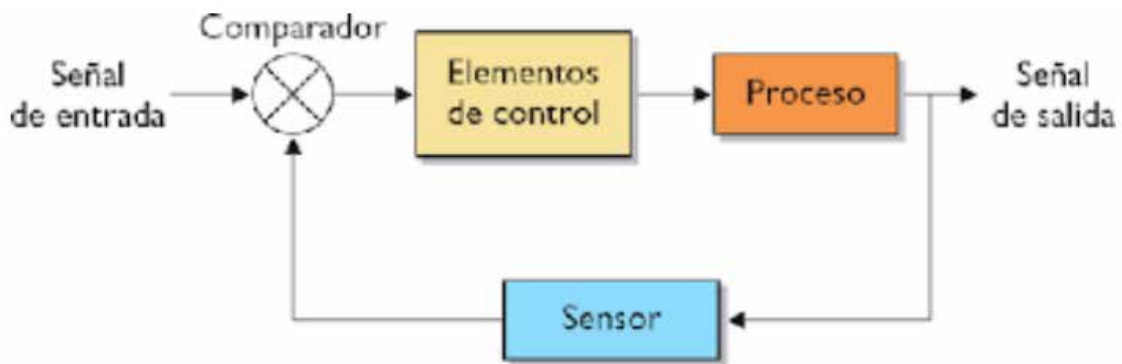 Comparador
Señal
de entrada
Elementos
de control
Proceso
Señal
de salida
Sensor